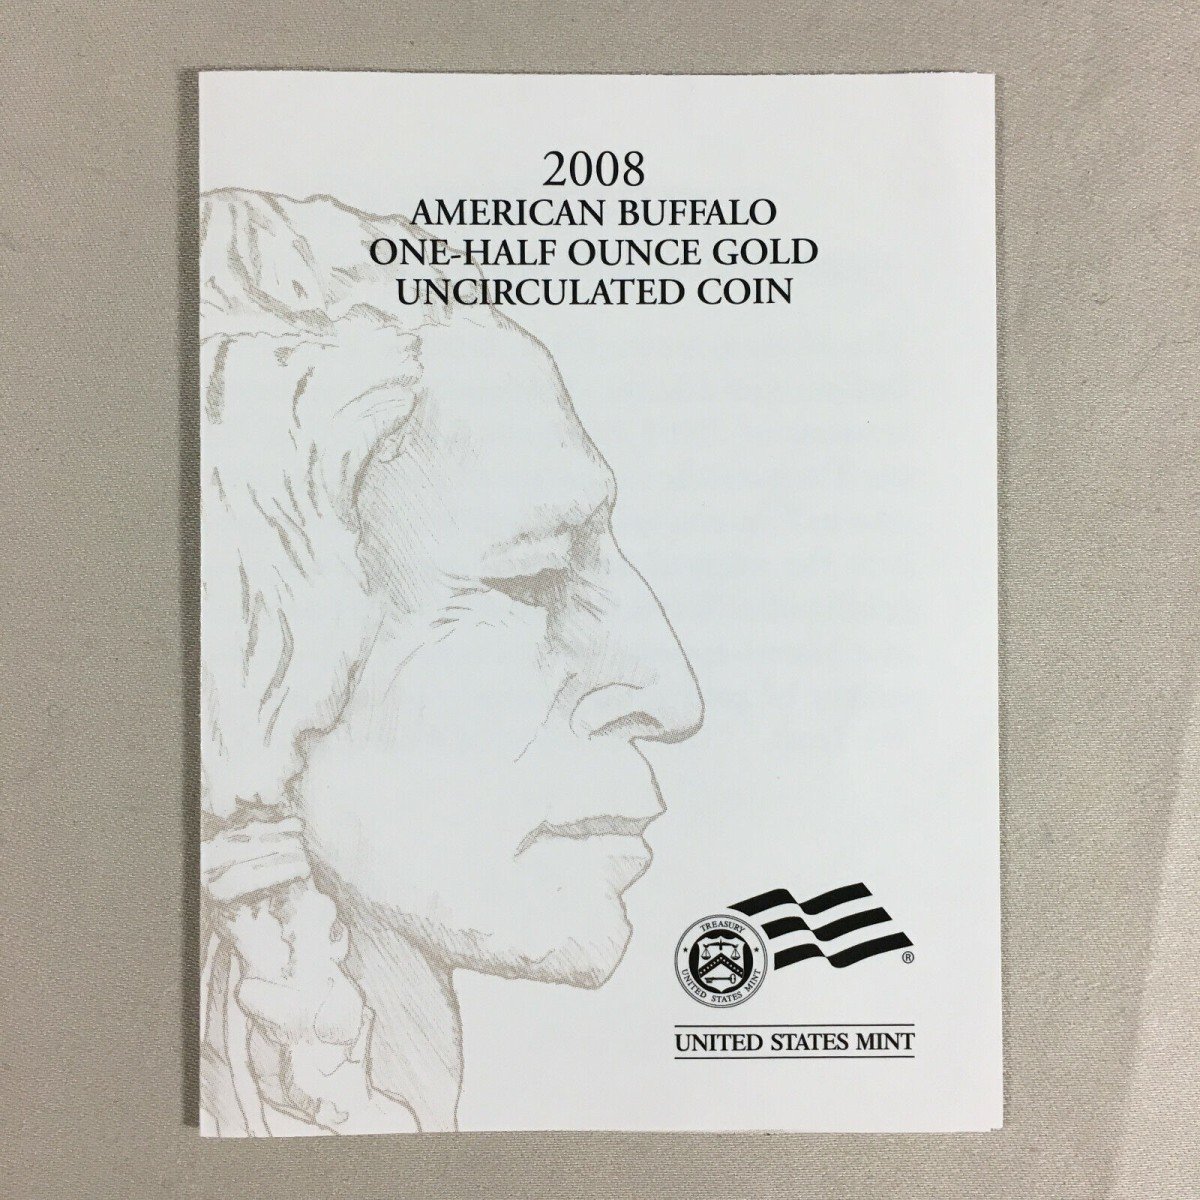 2008
AMERICAN BUFFALO
ONE-HALF OUNCE GOLD
UNCIRCULATED COIN
TREASURY
UNITED STATES MINT
®
UNITED STATES MINT